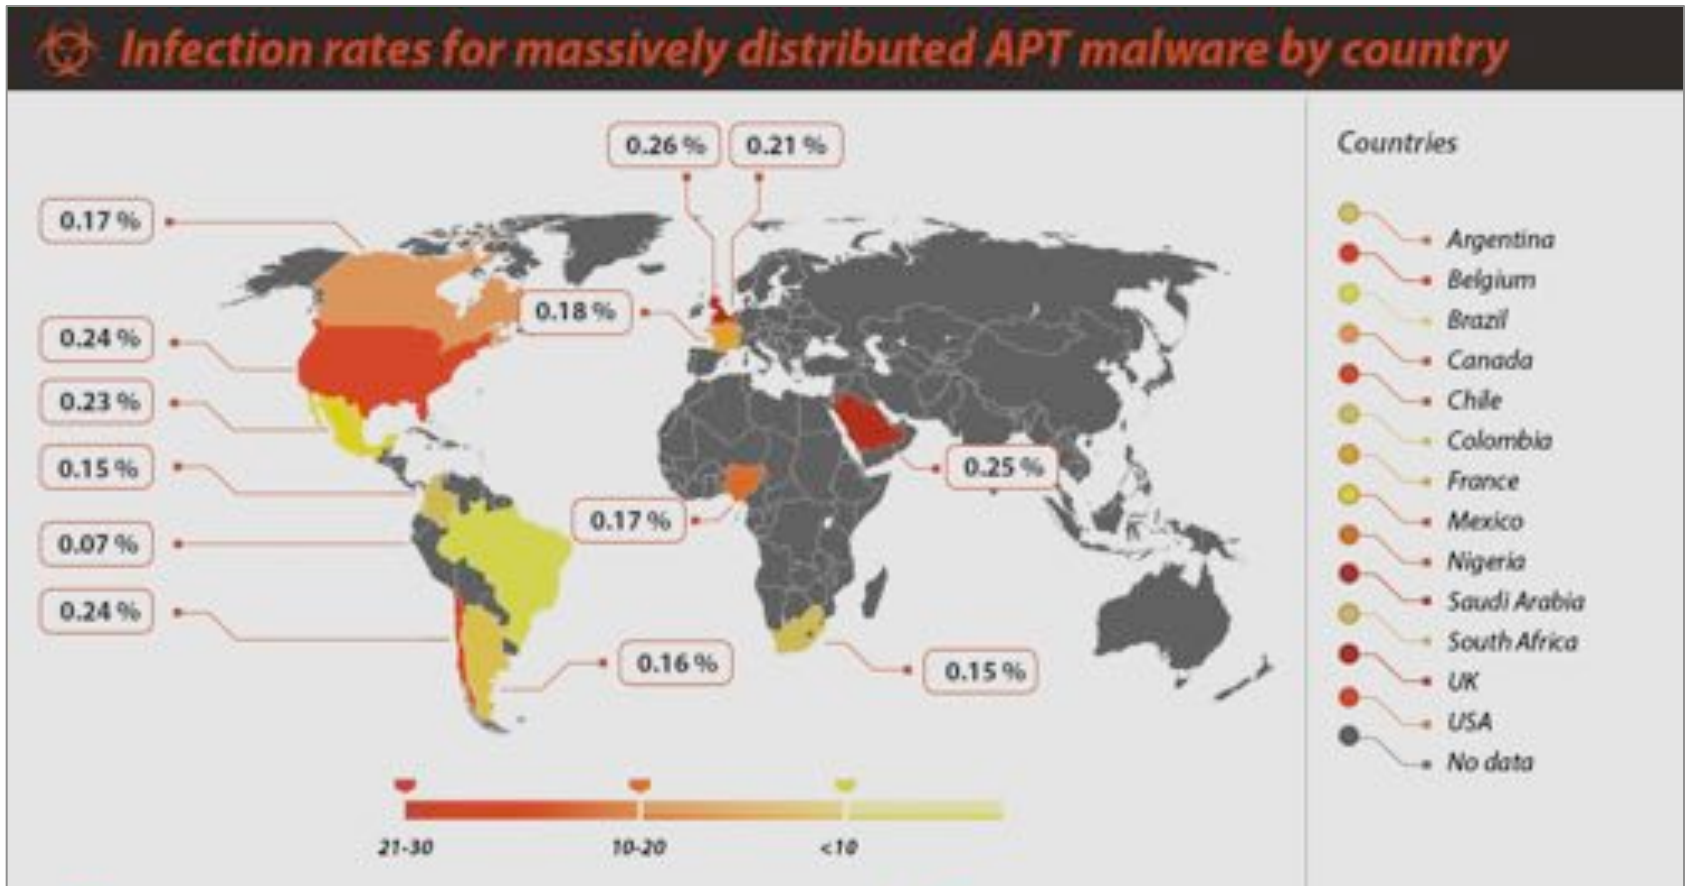 Infection rates for massively distributed APT malware by country
0.26 %
0.21 %
0.17 %
0.18 %
0.24 %
0.23 %
0.15 %
0.25 %
0.17 %
0.07 %
0.24 %
0.16 %
0.15 %
21-30
10-20
<10
Countries
Argentina
Belgium
Brazil
Canada
Chile
Colombia
France
Mexico
Nigeria
Saudi Arabia
South Africa
UK
USA
No data